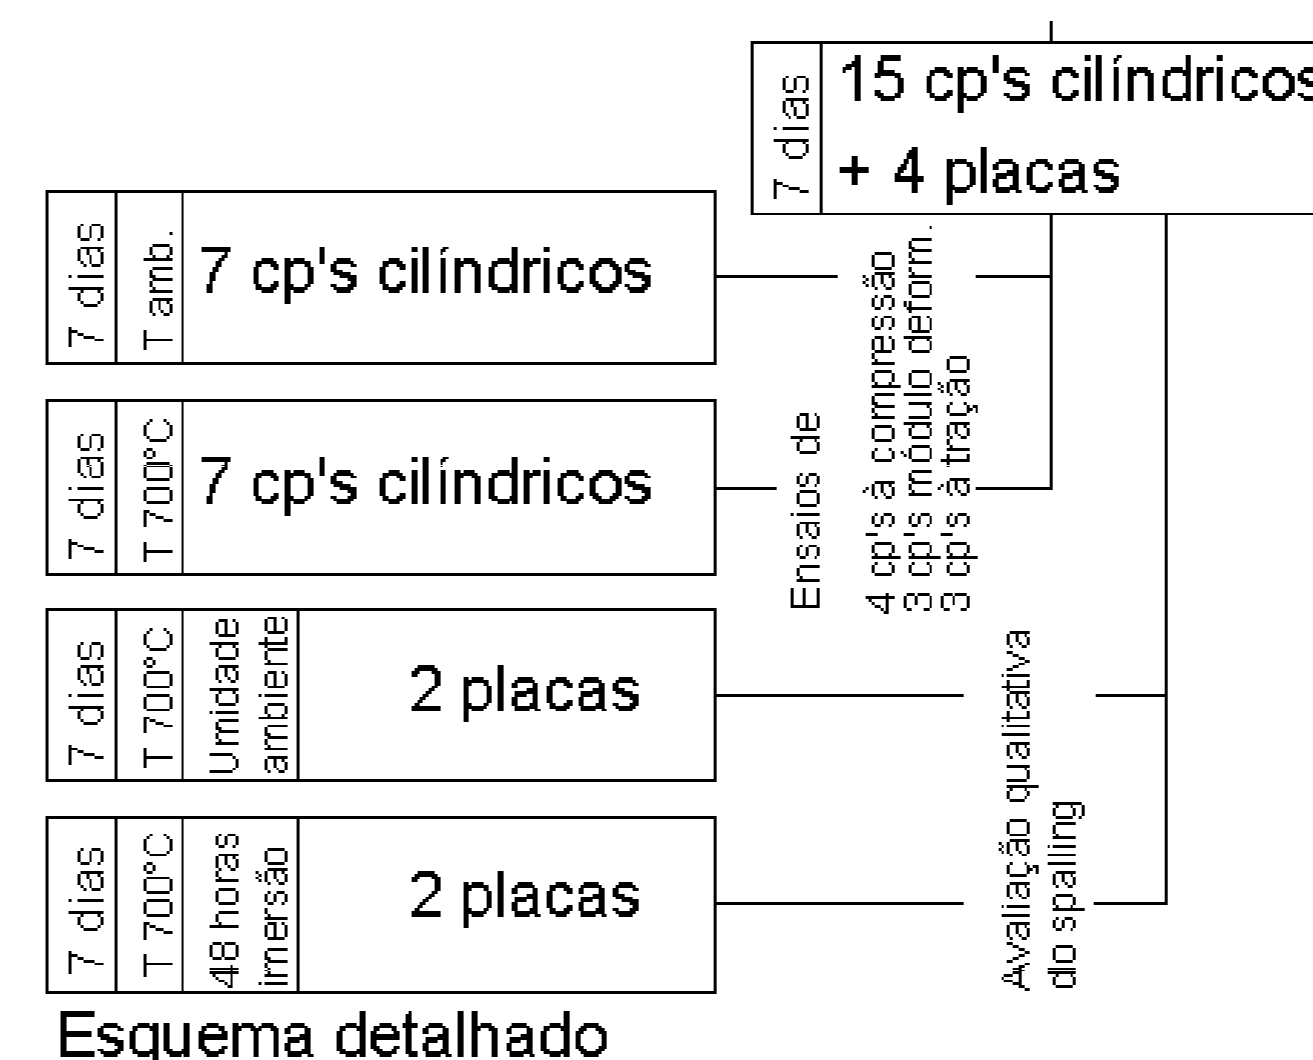 7 dias
15 cp's cilíndricos
+ 4 placas
7 dias
T amb.
7 cp's cilíndricos
7 dias
T 700°C
7 cp's cilíndricos
Ensaios de
4 cp's à compressão
3 cp's módulo deform.
3 cp's à tração
7 dias
T 700°C
Umidade
ambiente
2 placas
7 dias
T 700°C
48 horas
imersão
2 placas
Avaliação qualitativa
do spalling
Esquema detalhado